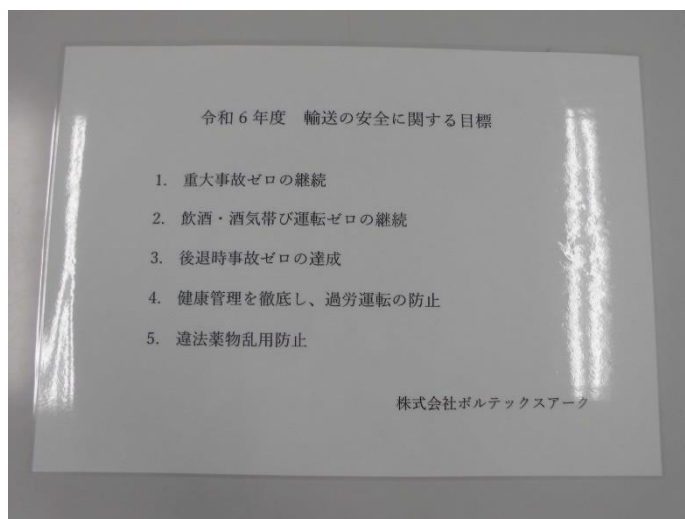 令和6年度　輸送の安全に関する目標
1. 重大事故ゼロの継続
2. 飲酒・酒気帯び運転ゼロの継続
3. 後退時事故ゼロの達成
4. 健康管理を徹底し、過労運転の防止
5. 違法薬物乱用防止
株式会社ボルテックスアーク